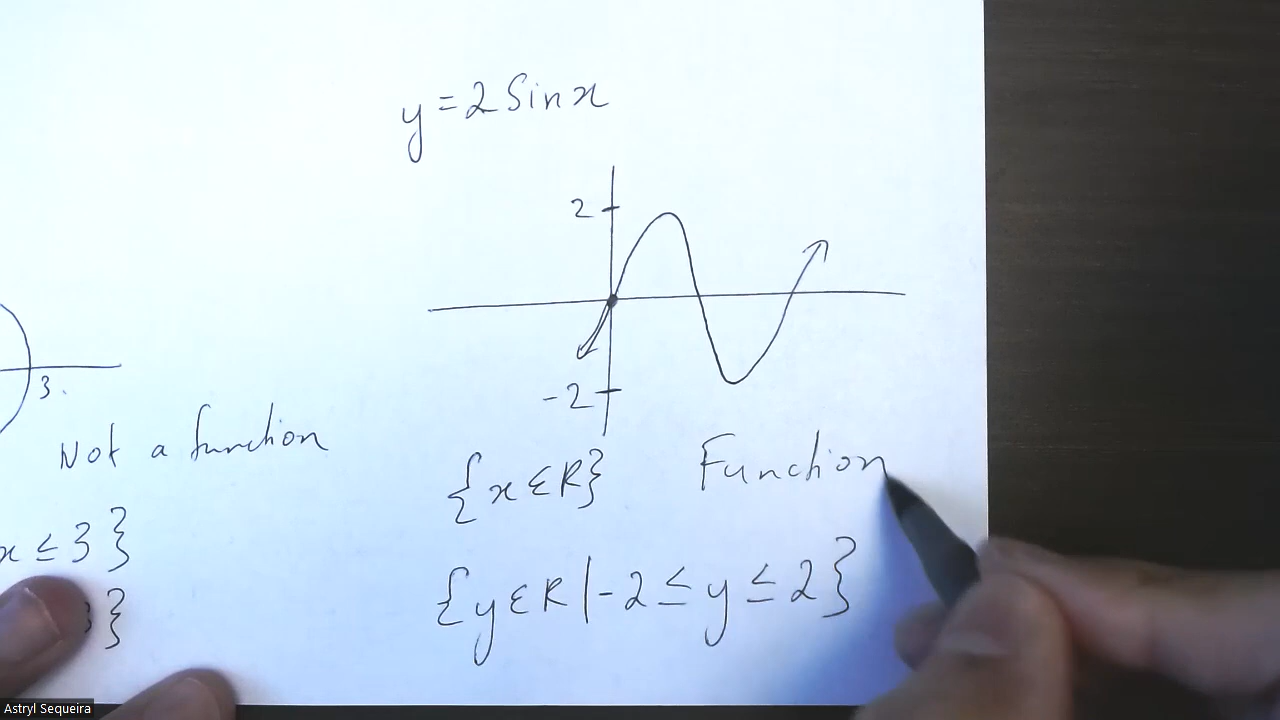 y = 2 Sin x
2
-2
3.
Not a function
{x ∈ R}
Function
x ≤ 3}
}
{y ∈ R | -2 ≤ y ≤ 2}
Astryl Sequeira